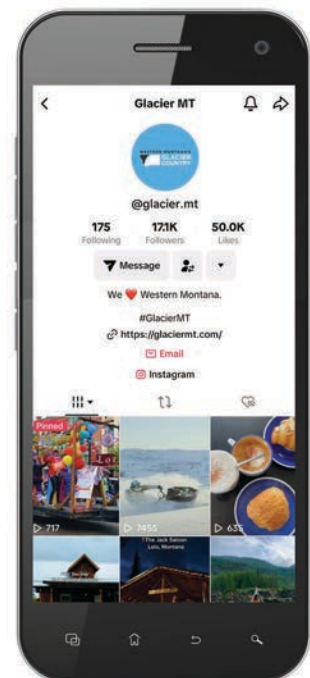 Glacier MT
WESTERN MONTANA'S
GLACIER
COUNTRY
@glacier.mt
175 17.1K 50.0K
Following Followers Likes
Message
We ❤️ Western Montana.
#GlacierMT
https://glaciermt.com/
Email
Instagram
Pinned
Lor
717 7455 635
The Jack Saloon
Lolo, Montana